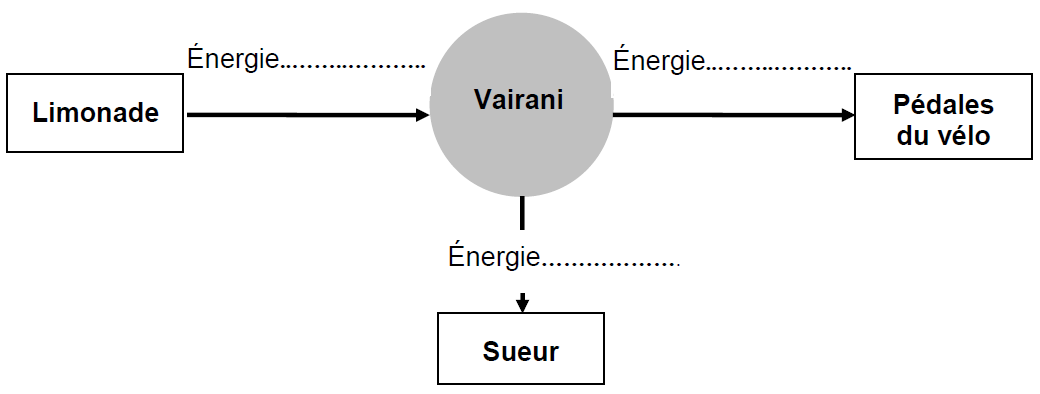 Énergie...................
Énergie...................
Limonade
Vairani
Pédales
du vélo
Énergie...................
Sueur